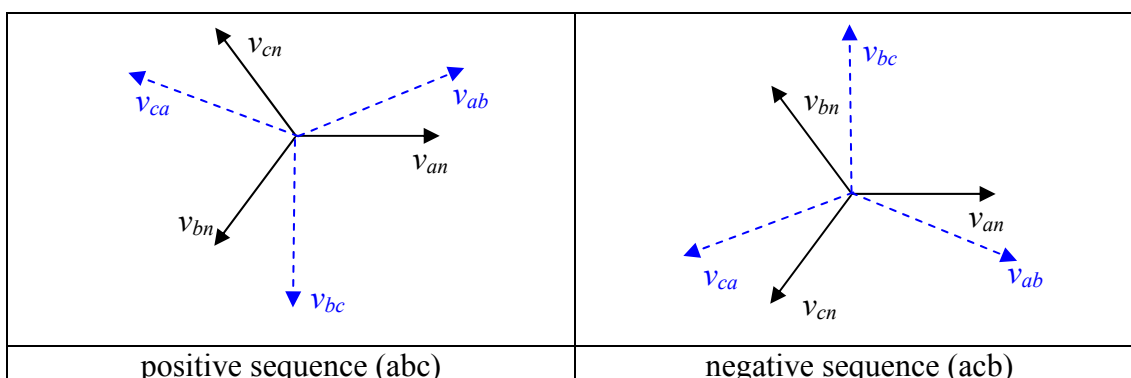 v_cn
v_ca
v_ab
v_an
v_bn
v_bc
positive sequence (abc)
v_bc
v_bn
v_an
v_ca
v_ab
v_cn
negative sequence (acb)